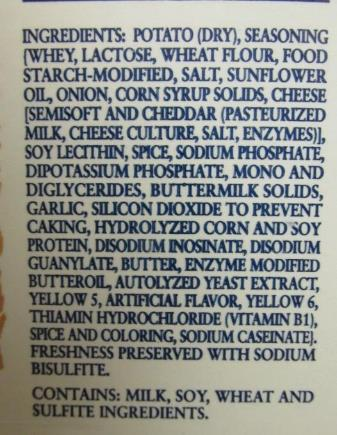 INGREDIENTS: POTATO (DRY), SEASONING
{WHEY, LACTOSE, WHEAT FLOUR, FOOD
STARCH-MODIFIED, SALT, SUNFLOWER
OIL, ONION, CORN SYRUP SOLIDS, CHEESE
[SEMISOFT AND CHEDDAR (PASTEURIZED
MILK, CHEESE CULTURE, SALT, ENZYMES)],
SOY LECITHIN, SPICE, SODIUM PHOSPHATE,
DIPOTASSIUM PHOSPHATE, MONO AND
DIGLYCERIDES, BUTTERMILK SOLIDS,
GARLIC, SILICON DIOXIDE TO PREVENT
CAKING, HYDROLYZED CORN AND SOY
PROTEIN, DISODIUM INOSINATE, DISODIUM
GUANYLATE, BUTTER, ENZYME MODIFIED
BUTTEROIL, AUTOLYZED YEAST EXTRACT,
YELLOW 5, ARTIFICIAL FLAVOR, YELLOW 6,
THIAMIN HYDROCHLORIDE (VITAMIN B1),
SPICE AND COLORING, SODIUM CASEINATE}.
FRESHNESS PRESERVED WITH SODIUM
BISULFITE.
CONTAINS: MILK, SOY, WHEAT AND
SULFITE INGREDIENTS.